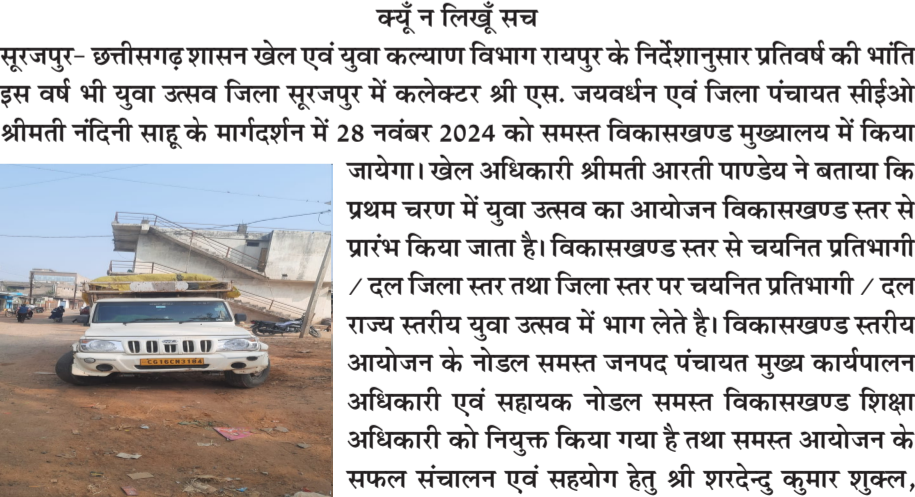 क्यूँ न लिखूँ सच
सूरजपुर- छत्तीसगढ़ शासन खेल एवं युवा कल्याण विभाग रायपुर के निर्देशानुसार प्रतिवर्ष की भांति
इस वर्ष भी युवा उत्सव जिला सूरजपुर में कलेक्टर श्री एस. जयवर्धन एवं जिला पंचायत सीईओ
श्रीमती नंदिनी साहू के मार्गदर्शन में 28 नवंबर 2024 को समस्त विकासखण्ड मुख्यालय में किया
जायेगा। खेल अधिकारी श्रीमती आरती पाण्डेय ने बताया कि
प्रथम चरण में युवा उत्सव का आयोजन विकासखण्ड स्तर से
प्रारंभ किया जाता है। विकासखण्ड स्तर से चयनित प्रतिभागी
/ दल जिला स्तर तथा जिला स्तर पर चयनित प्रतिभागी / दल
राज्य स्तरीय युवा उत्सव में भाग लेते है। विकासखण्ड स्तरीय
आयोजन के नोडल समस्त जनपद पंचायत मुख्य कार्यपालन
अधिकारी एवं सहायक नोडल समस्त विकासखण्ड शिक्षा
अधिकारी को नियुक्त किया गया है तथा समस्त आयोजन के
सफल संचालन एवं सहयोग हेतु श्री शरदेन्दु कुमार शुक्ल,
CG16CN3184